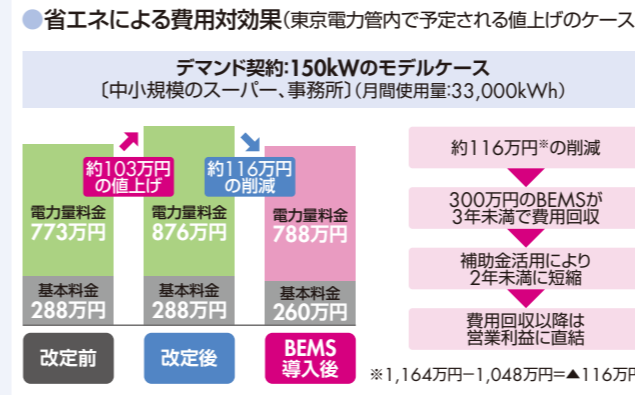 ●省エネによる費用対効果(東京電力管内で予定される値上げのケース
デマンド契約:150kWのモデルケース
〔中小規模のスーパー、事務所〕(月間使用量:33,000kWh)
約103万円
の値上げ
約116万円
の削減
電力量料金
773万円
電力量料金
876万円
電力量料金
788万円
基本料金
288万円
基本料金
288万円
基本料金
260万円
改定前
改定後
BEMS
導入後
約116万円※の削減
300万円のBEMSが
3年未満で費用回収
補助金活用により
2年未満に短縮
費用回収以降は
営業利益に直結
※1,164万円−1,048万円=▲116万円